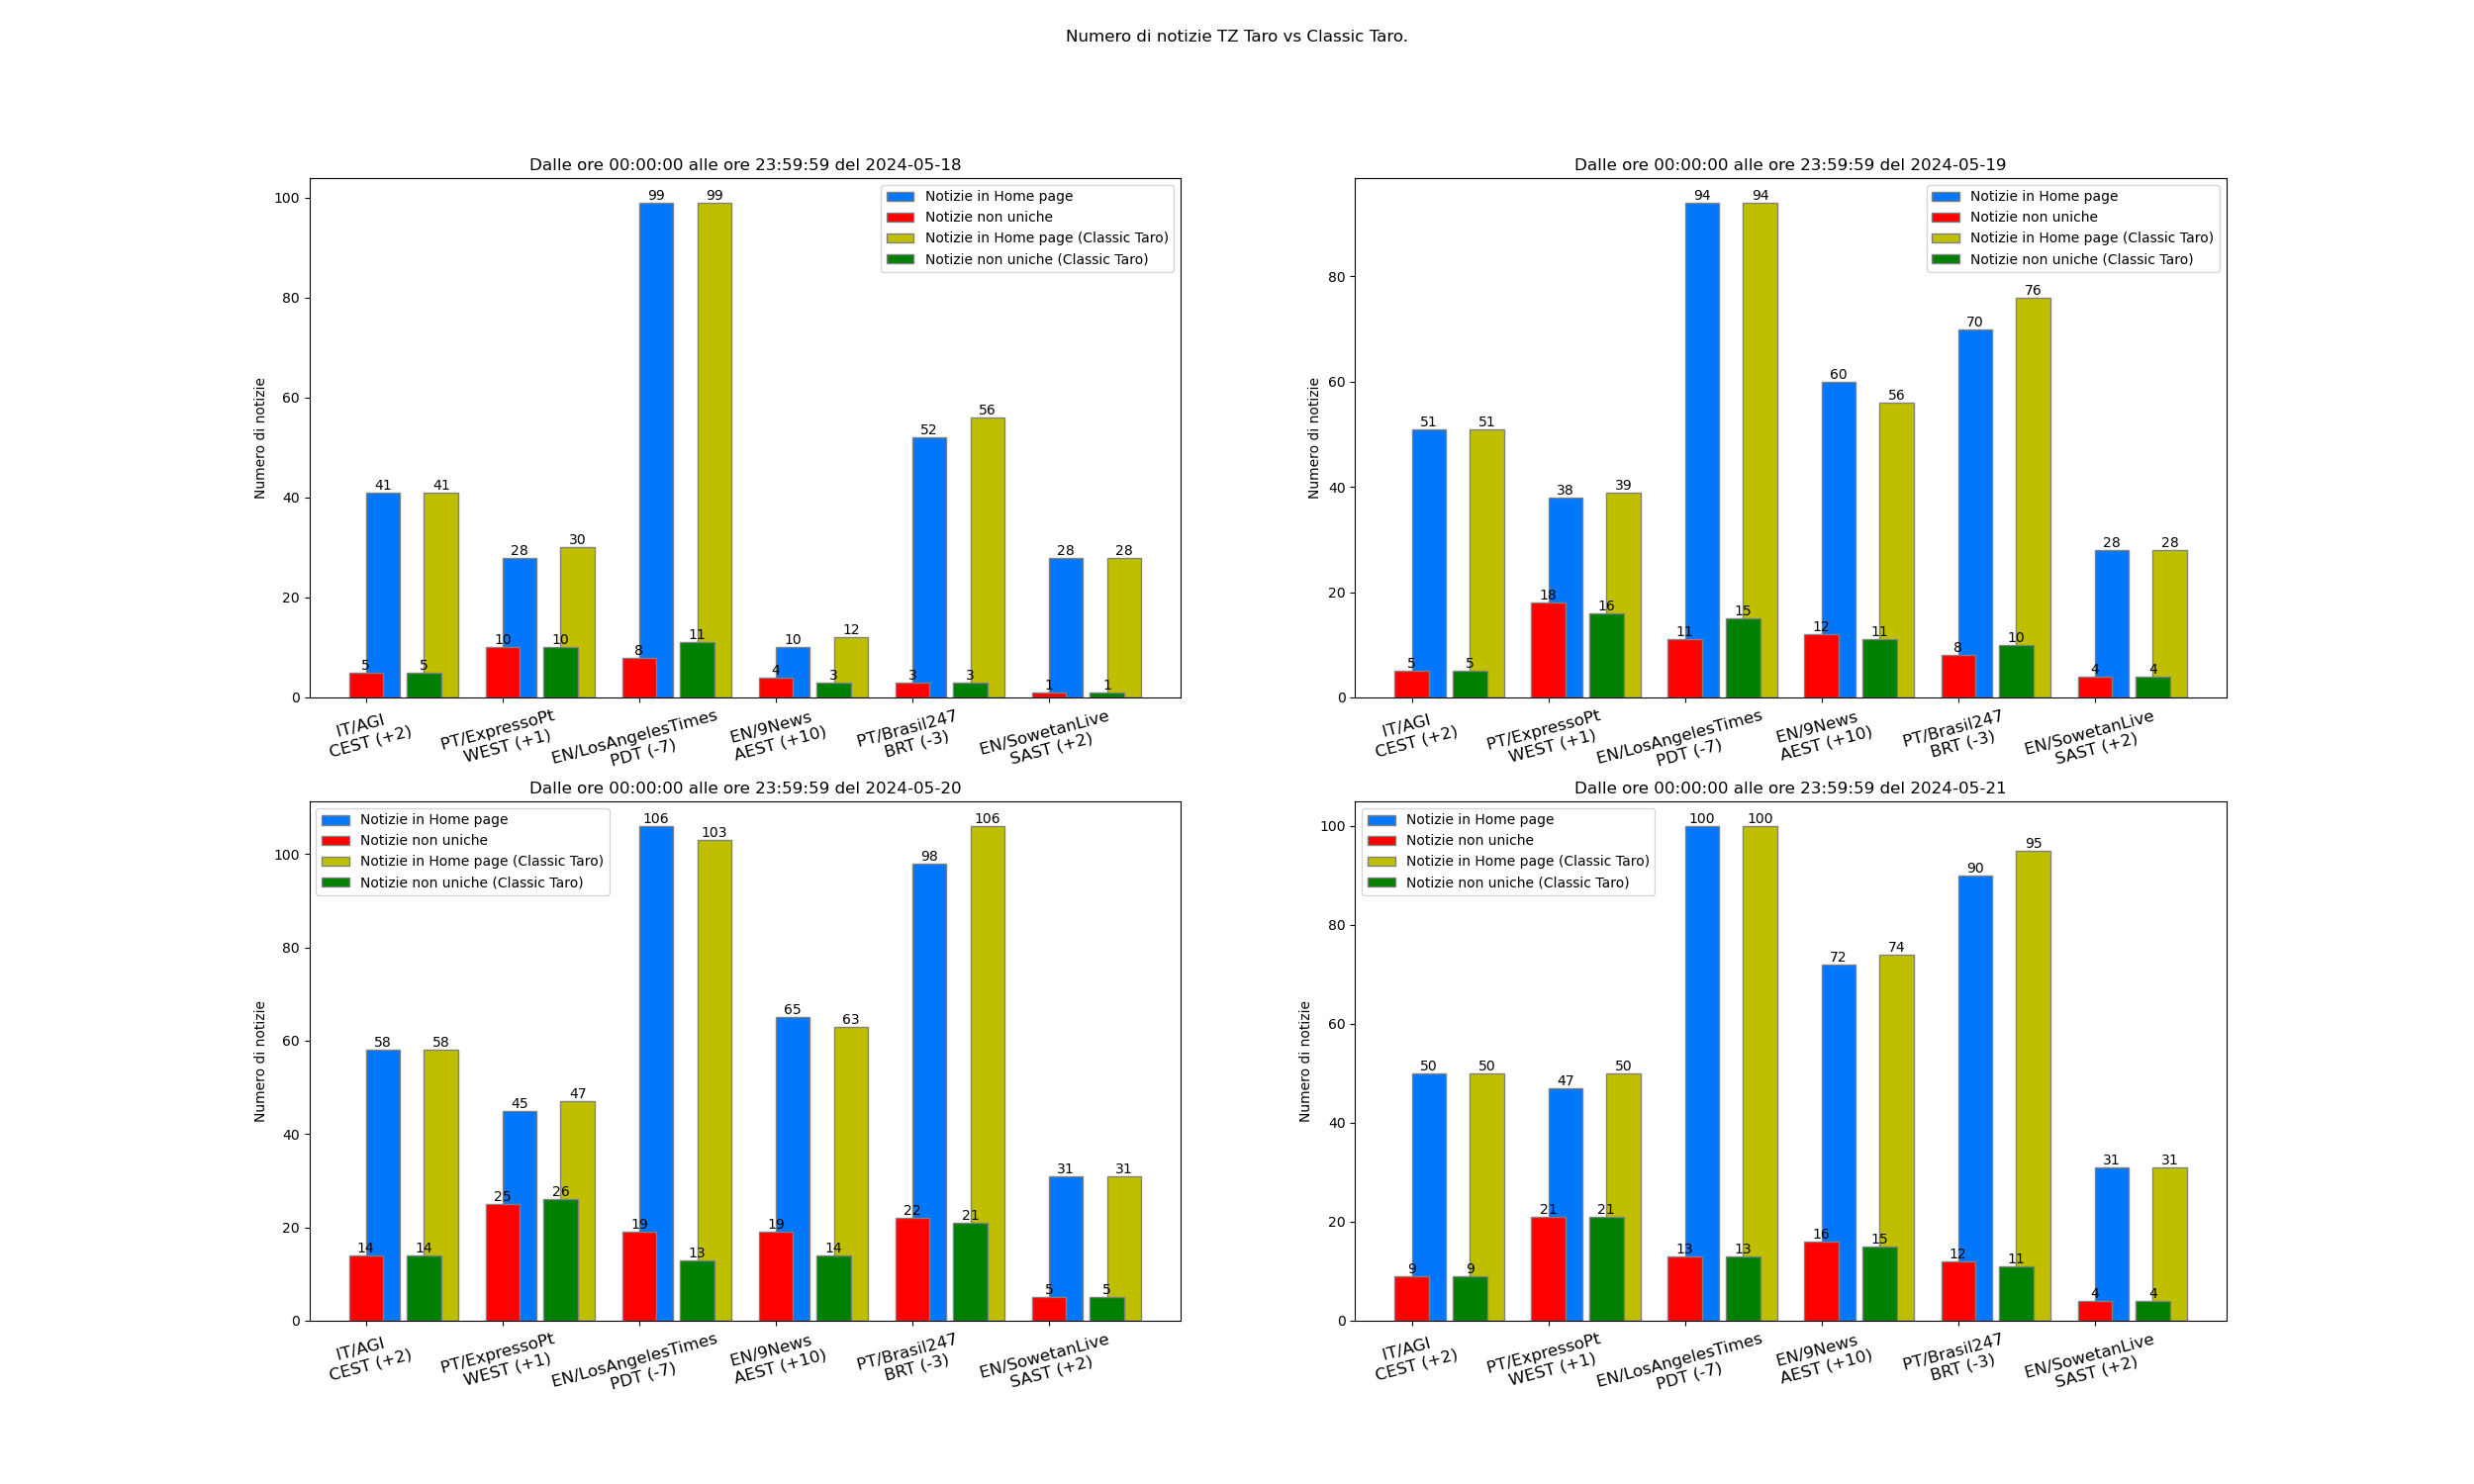 Numero di notizie TZ Taro vs Classic Taro.
Dalle ore 00:00:00 alle ore 23:59:59 del 2024-05-18
Numero di notizie
100
80
60
40
20
0
Notizie in Home page
Notizie non uniche
Notizie in Home page (Classic Taro)
Notizie non uniche (Classic Taro)
5 41 5 41
10 28 10 30
8 99 11 99
4 10 3 12
3 52 3 56
1 28 1 28
IT/AGI
CEST (+2)
PT/ExpressoPt
WEST (+1)
EN/LosAngelesTimes
PDT (-7)
EN/9News
AEST (+10)
PT/Brasil247
BRT (-3)
EN/SowetanLive
SAST (+2)
Dalle ore 00:00:00 alle ore 23:59:59 del 2024-05-19
Numero di notizie
80
60
40
20
0
Notizie in Home page
Notizie non uniche
Notizie in Home page (Classic Taro)
Notizie non uniche (Classic Taro)
5 51 5 51
18 38 16 39
11 94 15 94
12 60 11 56
8 70 10 76
4 28 4 28
IT/AGI
CEST (+2)
PT/ExpressoPt
WEST (+1)
EN/LosAngelesTimes
PDT (-7)
EN/9News
AEST (+10)
PT/Brasil247
BRT (-3)
EN/SowetanLive
SAST (+2)
Dalle ore 00:00:00 alle ore 23:59:59 del 2024-05-20
Numero di notizie
100
80
60
40
20
0
Notizie in Home page
Notizie non uniche
Notizie in Home page (Classic Taro)
Notizie non uniche (Classic Taro)
14 58 14 58
25 45 26 47
19 106 13 103
19 65 14 63
22 98 21 106
5 31 5 31
IT/AGI
CEST (+2)
PT/ExpressoPt
WEST (+1)
EN/LosAngelesTimes
PDT (-7)
EN/9News
AEST (+10)
PT/Brasil247
BRT (-3)
EN/SowetanLive
SAST (+2)
Dalle ore 00:00:00 alle ore 23:59:59 del 2024-05-21
Numero di notizie
100
80
60
40
20
0
Notizie in Home page
Notizie non uniche
Notizie in Home page (Classic Taro)
Notizie non uniche (Classic Taro)
9 50 9 50
21 47 21 50
13 100 13 100
16 72 15 74
12 90 11 95
4 31 4 31
IT/AGI
CEST (+2)
PT/ExpressoPt
WEST (+1)
EN/LosAngelesTimes
PDT (-7)
EN/9News
AEST (+10)
PT/Brasil247
BRT (-3)
EN/SowetanLive
SAST (+2)